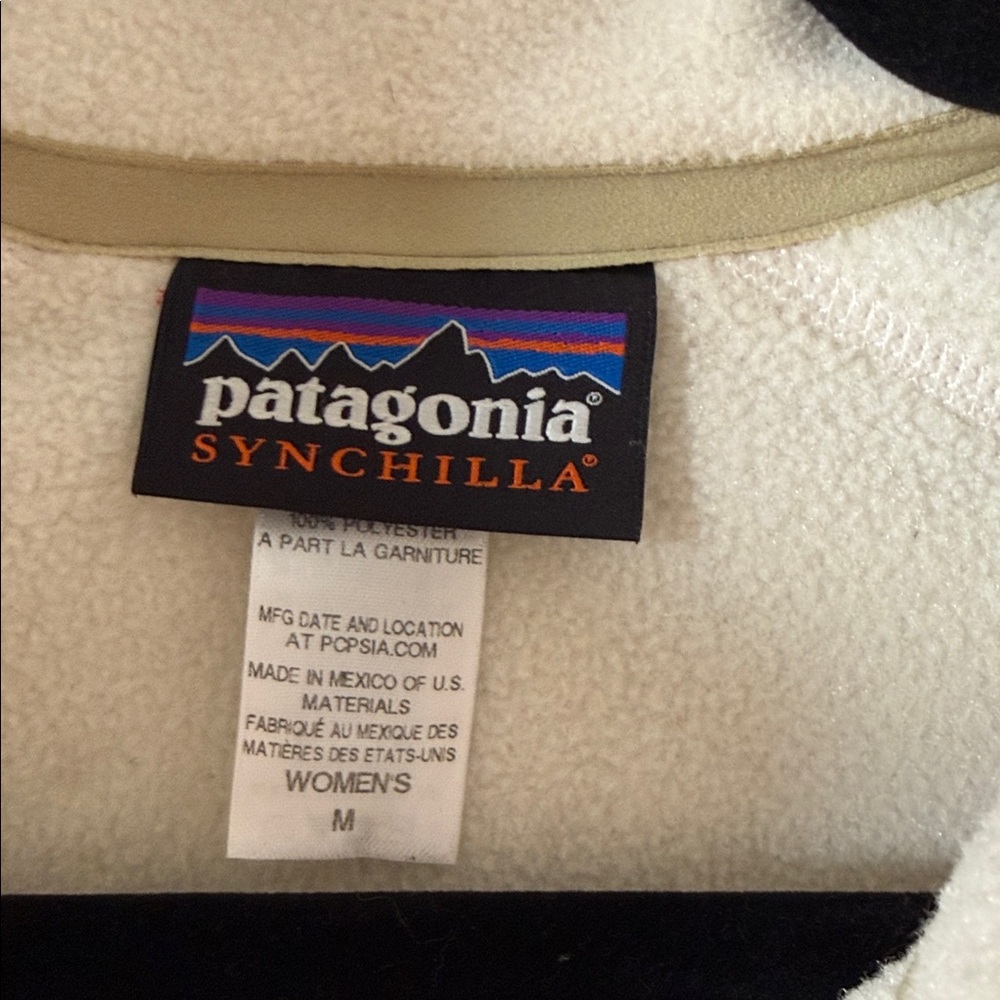 patagonia®
SYNCHILLA®
100% POLYESTER
A PART LA GARNITURE
MFG DATE AND LOCATION
AT PCPSIA.COM
MADE IN MEXICO OF U.S.
MATERIALS
FABRIQUÉ AU MEXIQUE DES
MATIÈRES DES ETATS-UNIS
WOMEN'S
M